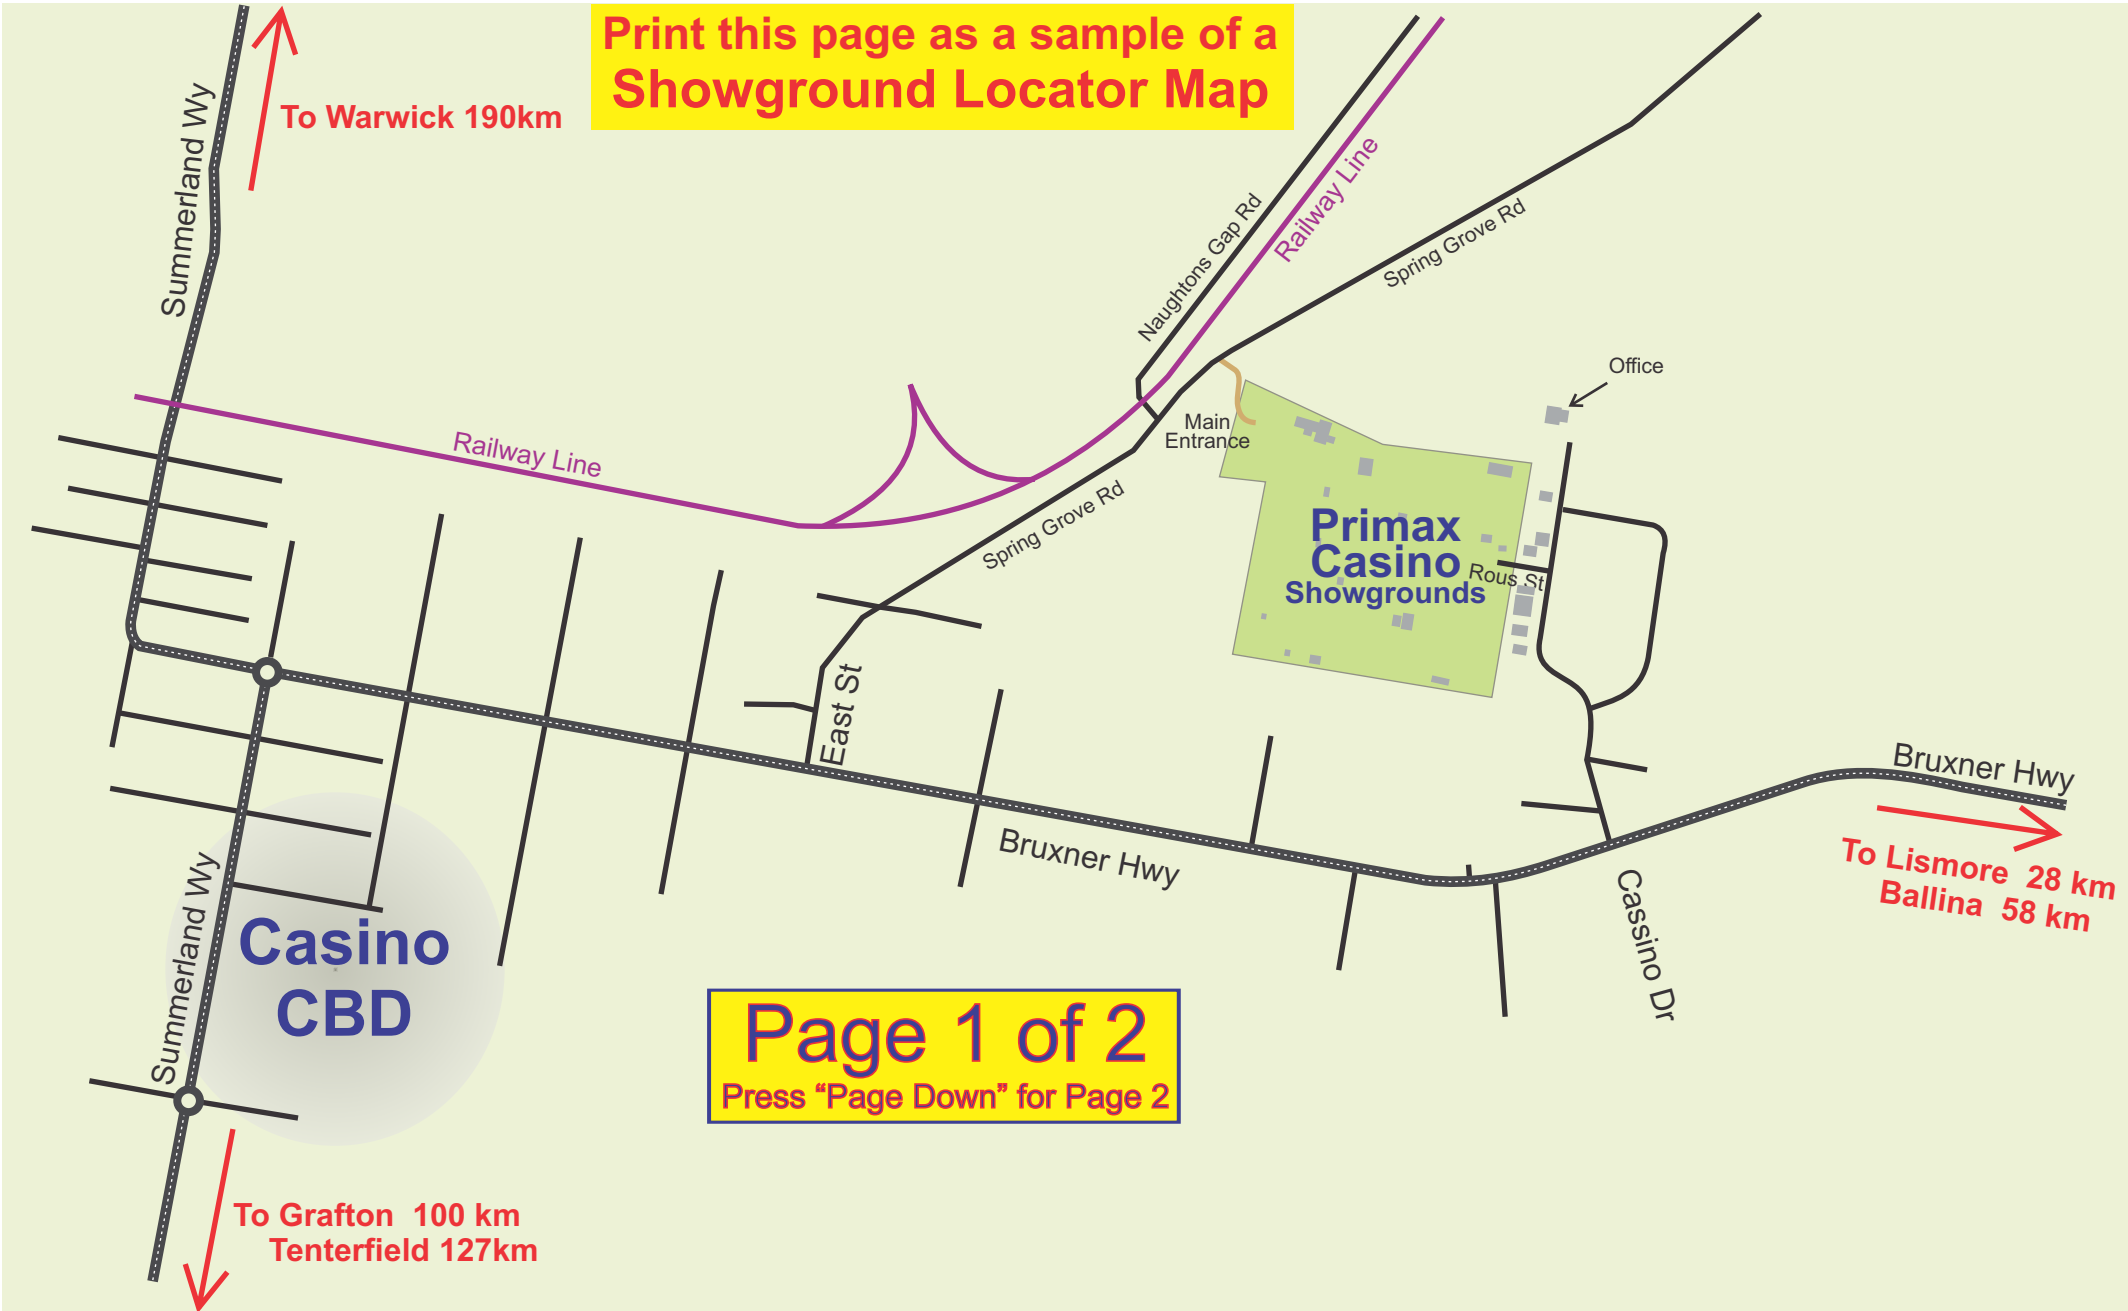 Print this page as a sample of a
Showground Locator Map
To Warwick 190km
Summerland Wy
Naughtons Gap Rd
Railway Line
Spring Grove Rd
Office
Main
Entrance
Railway Line
Spring Grove Rd
Primax
Casino
Showgrounds
Rous St
East St
Bruxner Hwy
To Lismore 28 km
Ballina 58 km
Bruxner Hwy
Cassino Dr
Summerland Wy
Casino
CBD
Page 1 of 2
Press “Page Down” for Page 2
To Grafton 100 km
Tenterfield 127km